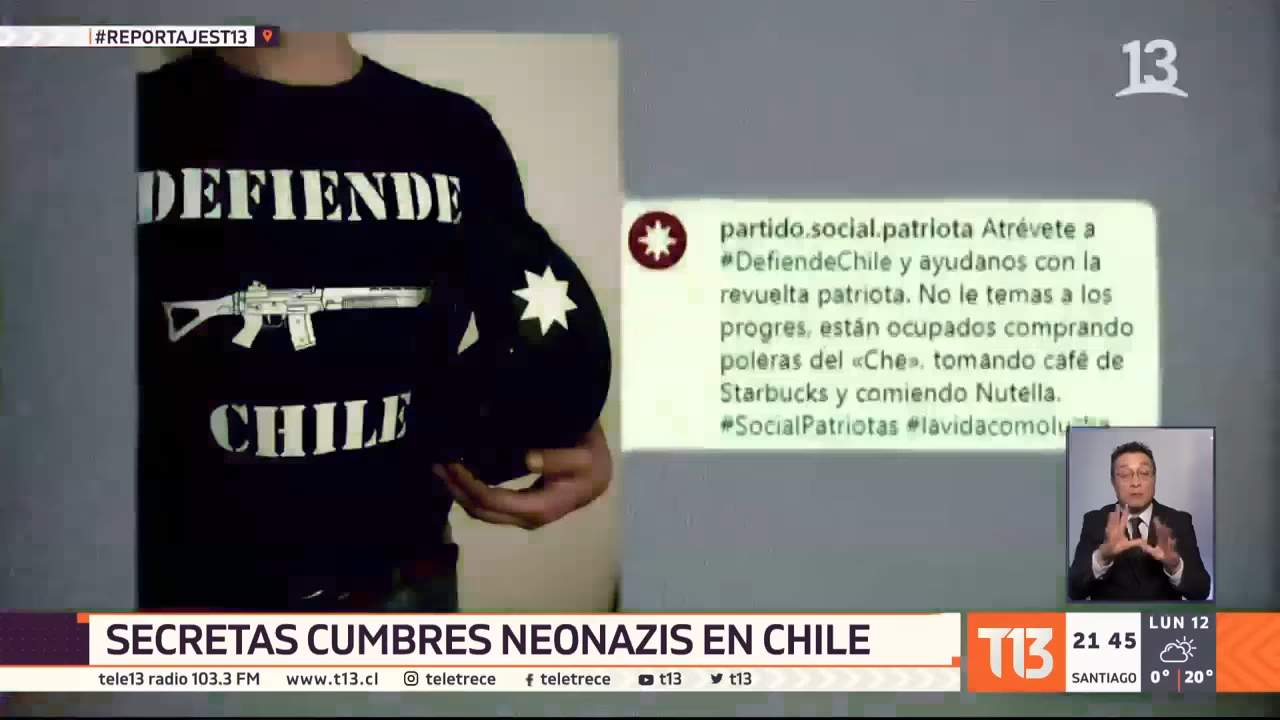 #REPORTAJEST13
13
DEFIENDE
CHILE
partido.social.patriota Atrévete a
#DefiendeChile y ayudanos con la
revuelta patriota. No le temas a los
progres, están ocupados comprando
poleras del «Che», tomando café de
Starbucks y comiendo Nutella.
#SocialPatriotas
SECRETAS CUMBRES NEONAZIS EN CHILE
T13
21 45
SANTIAGO
LUN 12
0° 20°
tele13 radio 103.3 FM www.t13.cl teletrece teletrece t13 t13